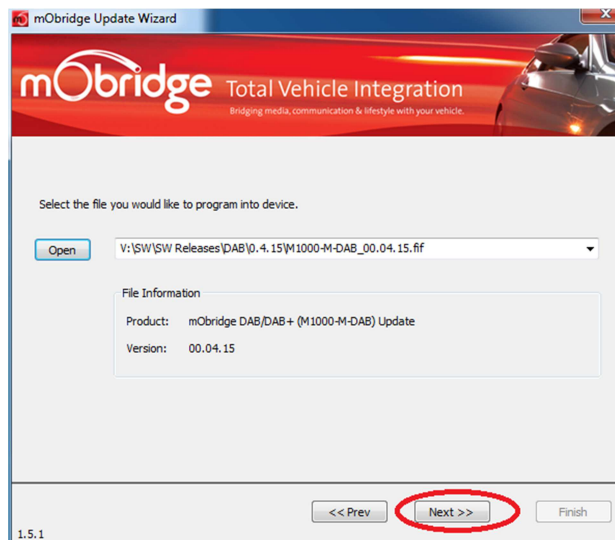 mObridge Update Wizard
mObridge Total Vehicle Integration
Bridging media, communication & lifestyle with your vehicle.
Select the file you would like to program into device.
Open V:\SW\SW Releases\DAB\0.4.15\M1000-M-DAB_00.04.15.fif
File Information
Product: mObridge DAB/DAB+ (M1000-M-DAB) Update
Version: 00.04.15
<< Prev Next >> Finish
1.5.1